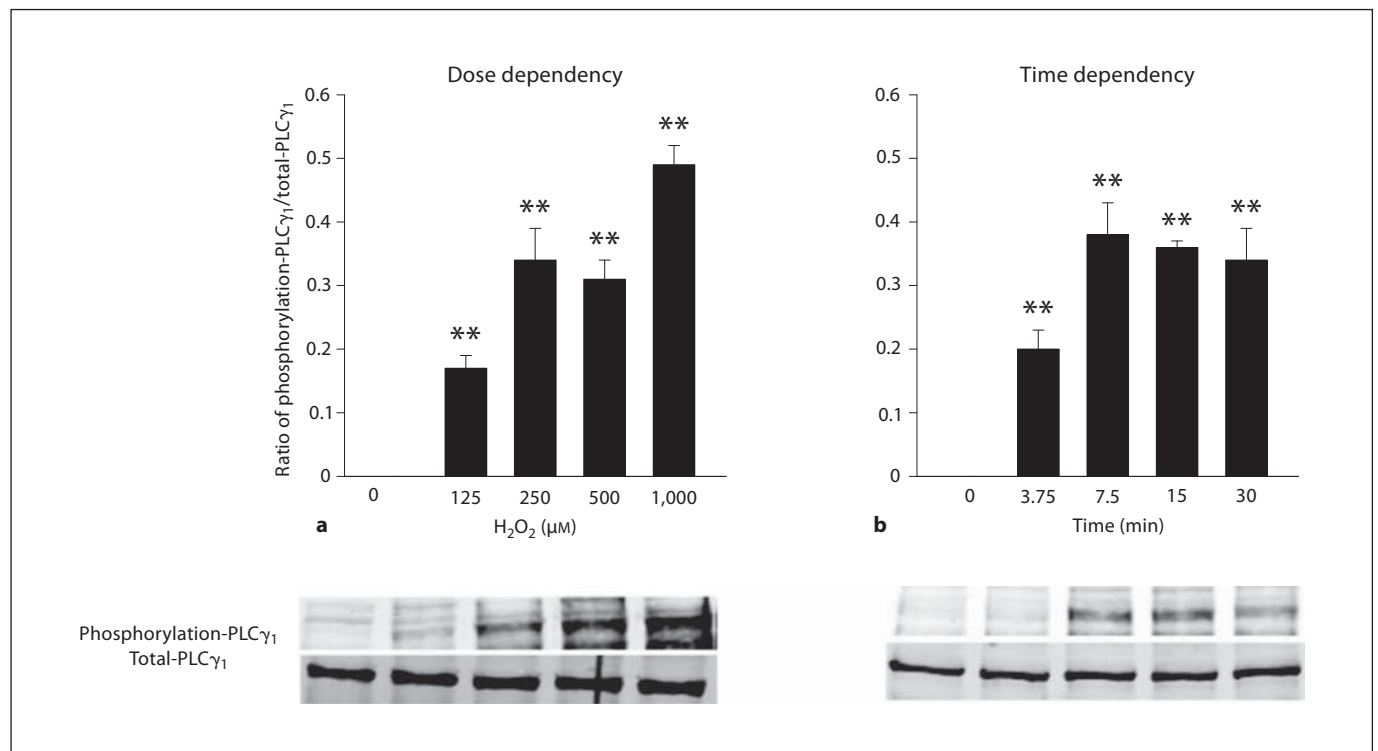 Dose dependency
Ratio of phosphorylation-PLCγ₁/total-PLCγ₁
0.6
0.5
0.4
0.3
0.2
0.1
0
**
**
**
**
0 125 250 500 1,000
a H₂O₂ (µM)
Time dependency
0.6
0.5
0.4
0.3
0.2
0.1
0
**
**
**
**
0 3.75 7.5 15 30
b Time (min)
Phosphorylation-PLCγ₁
Total-PLCγ₁